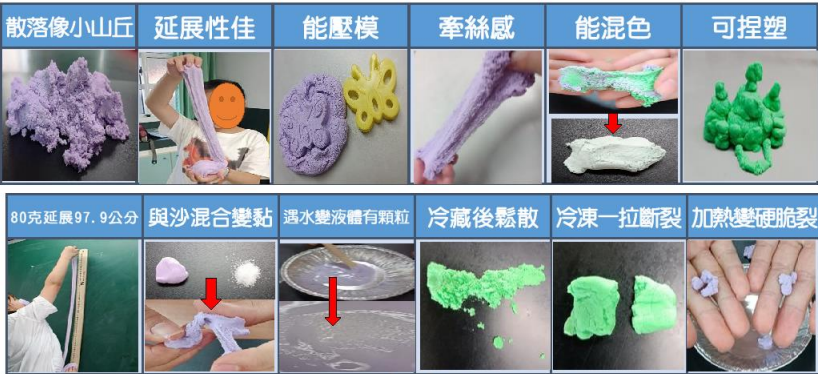 散落像小山丘
延展性佳
能壓模
牽絲感
能混色
可捏塑
80克延展97.9公分
與沙混合變黏
遇水變液體有顆粒
冷藏後鬆散
冷凍一拉斷裂
加熱變硬脆裂